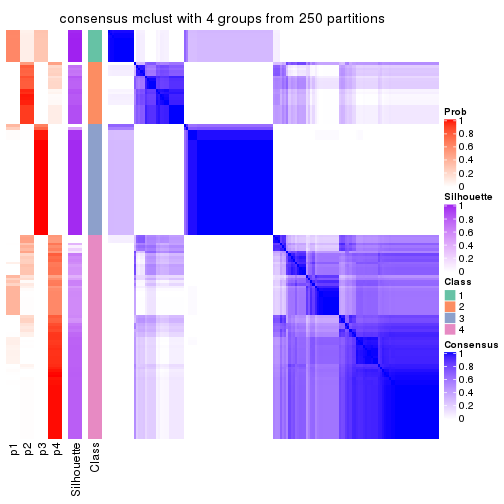 consensus mclust with 4 groups from 250 partitions
Prob
1
0.8
0.6
0.4
0.2
0
Silhouette
1
0.8
0.6
0.4
0.2
0
Class
1
2
3
4
Consensus
1
0.8
0.6
0.4
0.2
0
p1
p2
p3
p4
Silhouette
Class